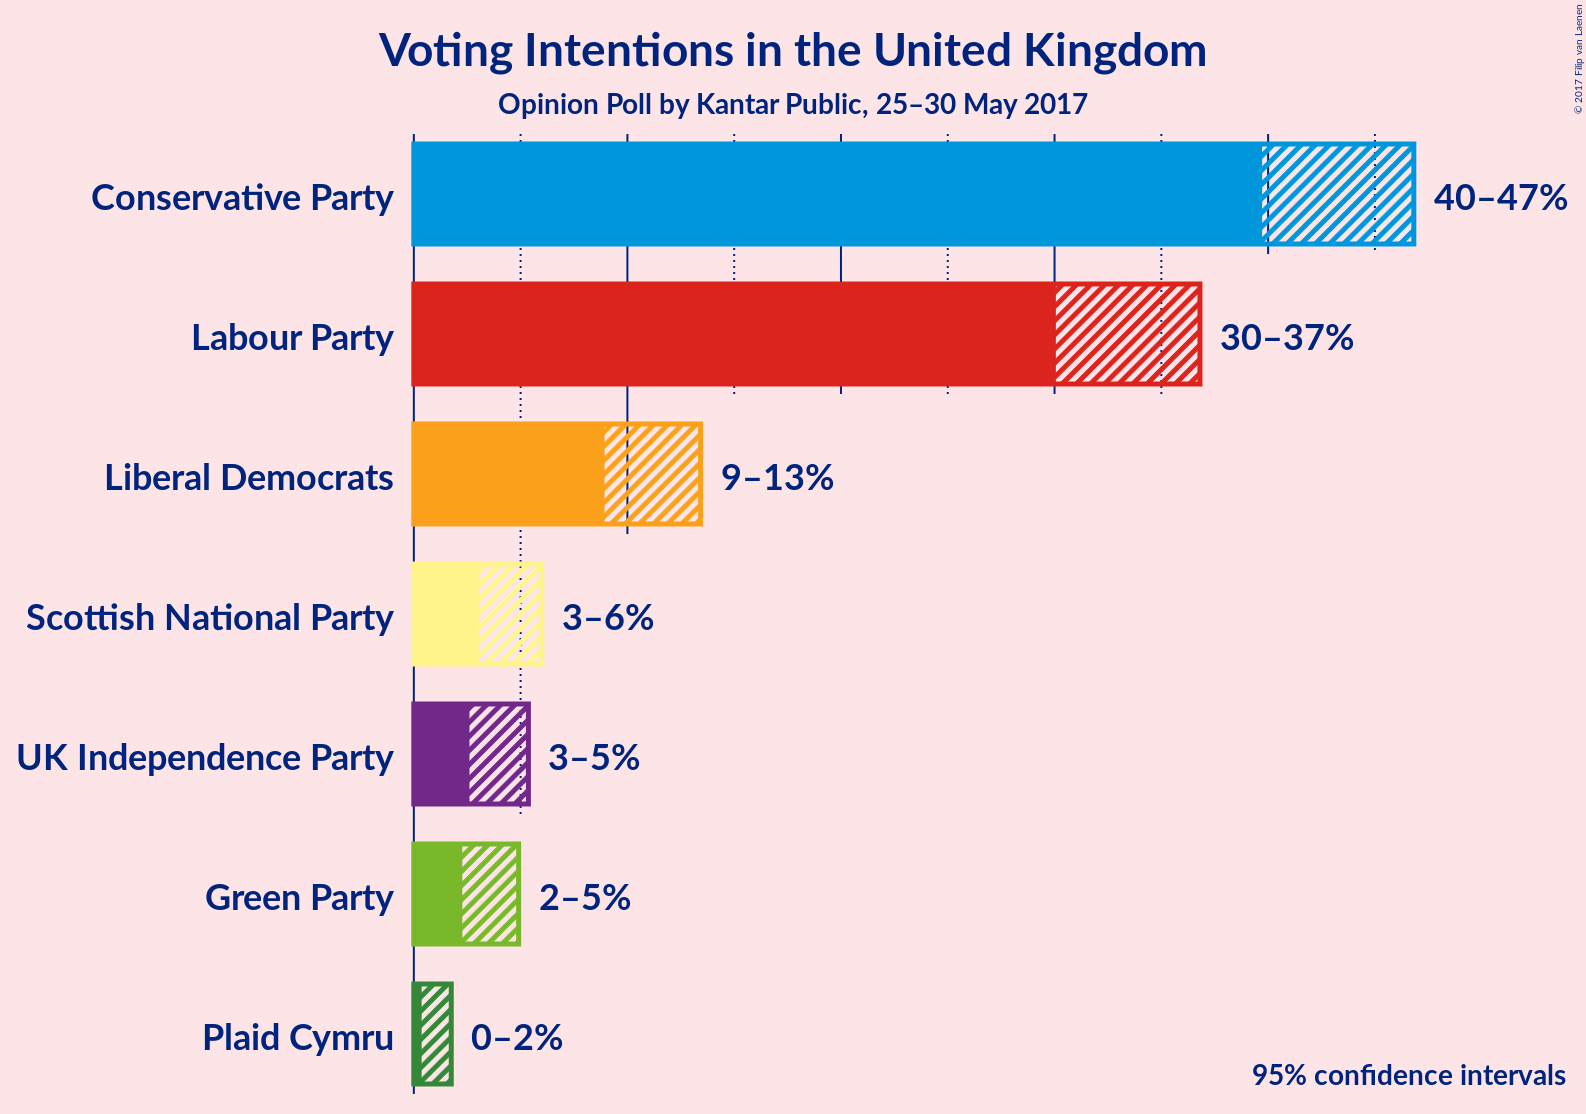 Voting Intentions in the United Kingdom
Opinion Poll by Kantar Public, 25–30 May 2017
© 2017 Filip van Laenen
Conservative Party 40–47%
Labour Party 30–37%
Liberal Democrats 9–13%
Scottish National Party 3–6%
UK Independence Party 3–5%
Green Party 2–5%
Plaid Cymru 0–2%
95% confidence intervals